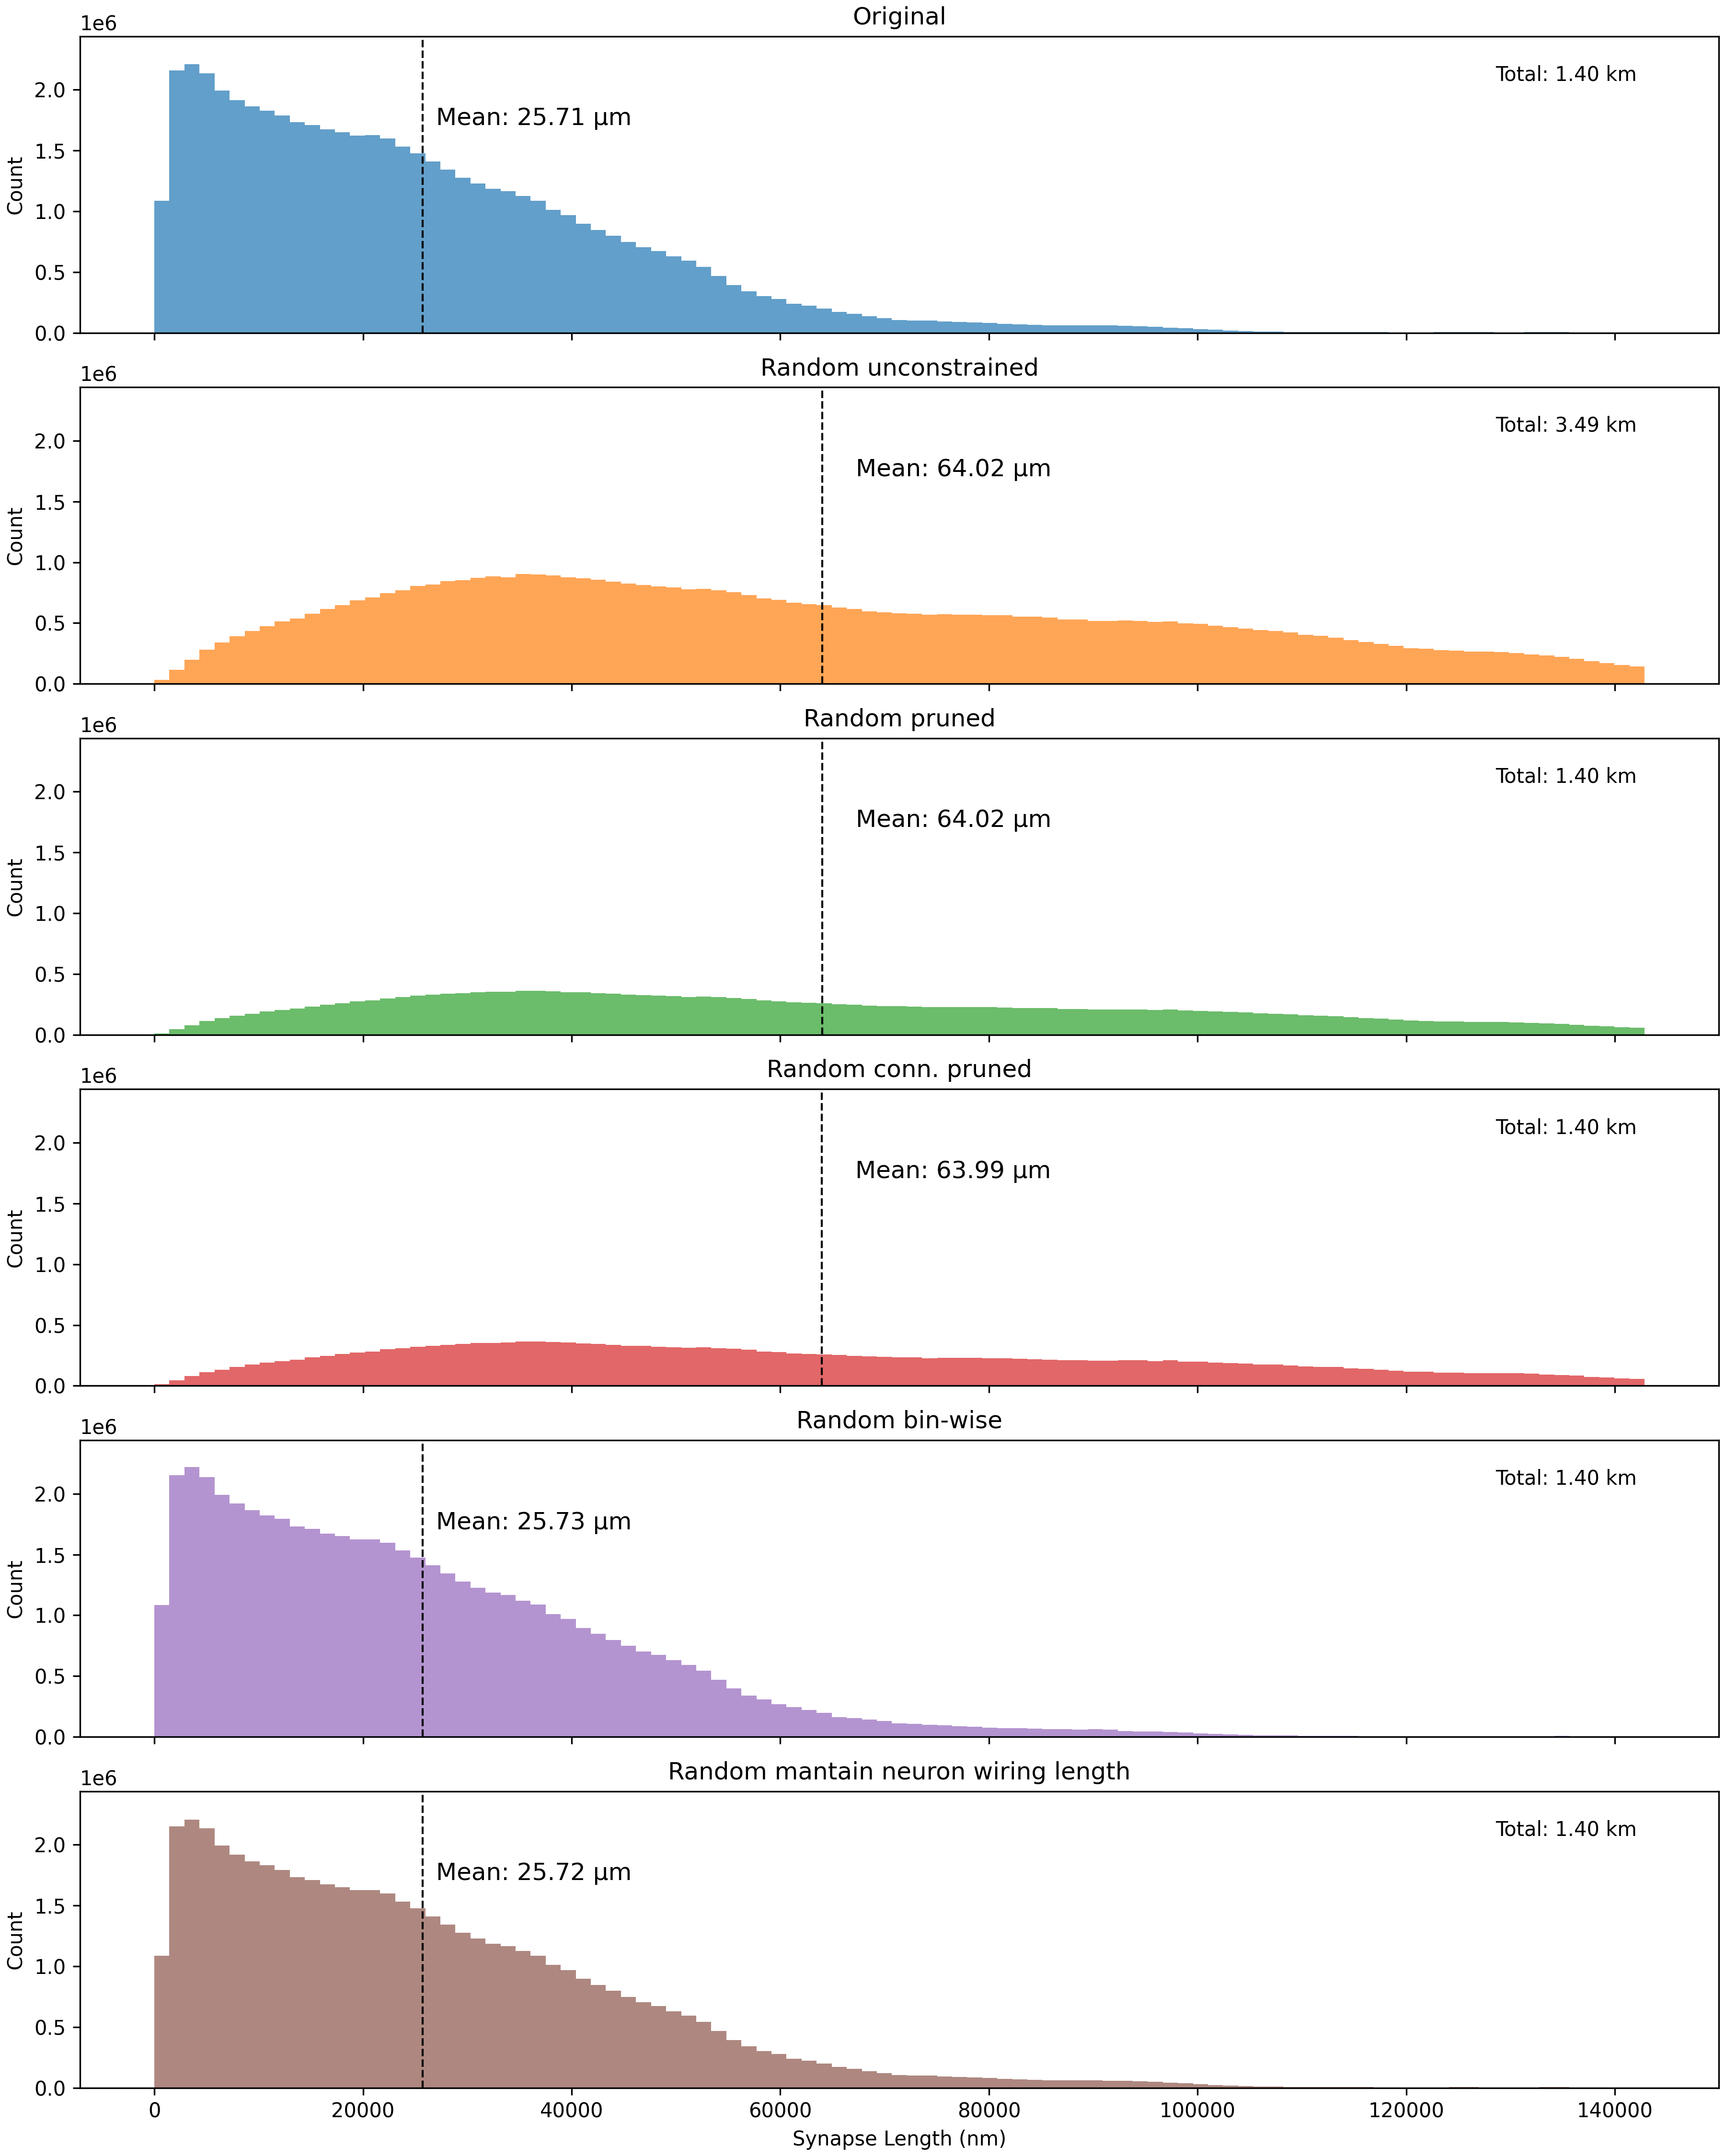 Original
1e6
Total: 1.40 km
Mean: 25.71 µm
Count
2.0
1.5
1.0
0.5
0.0
Random unconstrained
1e6
Total: 3.49 km
Mean: 64.02 µm
Count
2.0
1.5
1.0
0.5
0.0
Random pruned
1e6
Total: 1.40 km
Mean: 64.02 µm
Count
2.0
1.5
1.0
0.5
0.0
Random conn. pruned
1e6
Total: 1.40 km
Mean: 63.99 µm
Count
2.0
1.5
1.0
0.5
0.0
Random bin-wise
1e6
Total: 1.40 km
Mean: 25.73 µm
Count
2.0
1.5
1.0
0.5
0.0
Random mantain neuron wiring length
1e6
Total: 1.40 km
Mean: 25.72 µm
Count
2.0
1.5
1.0
0.5
0.0
0 20000 40000 60000 80000 100000 120000 140000
Synapse Length (nm)